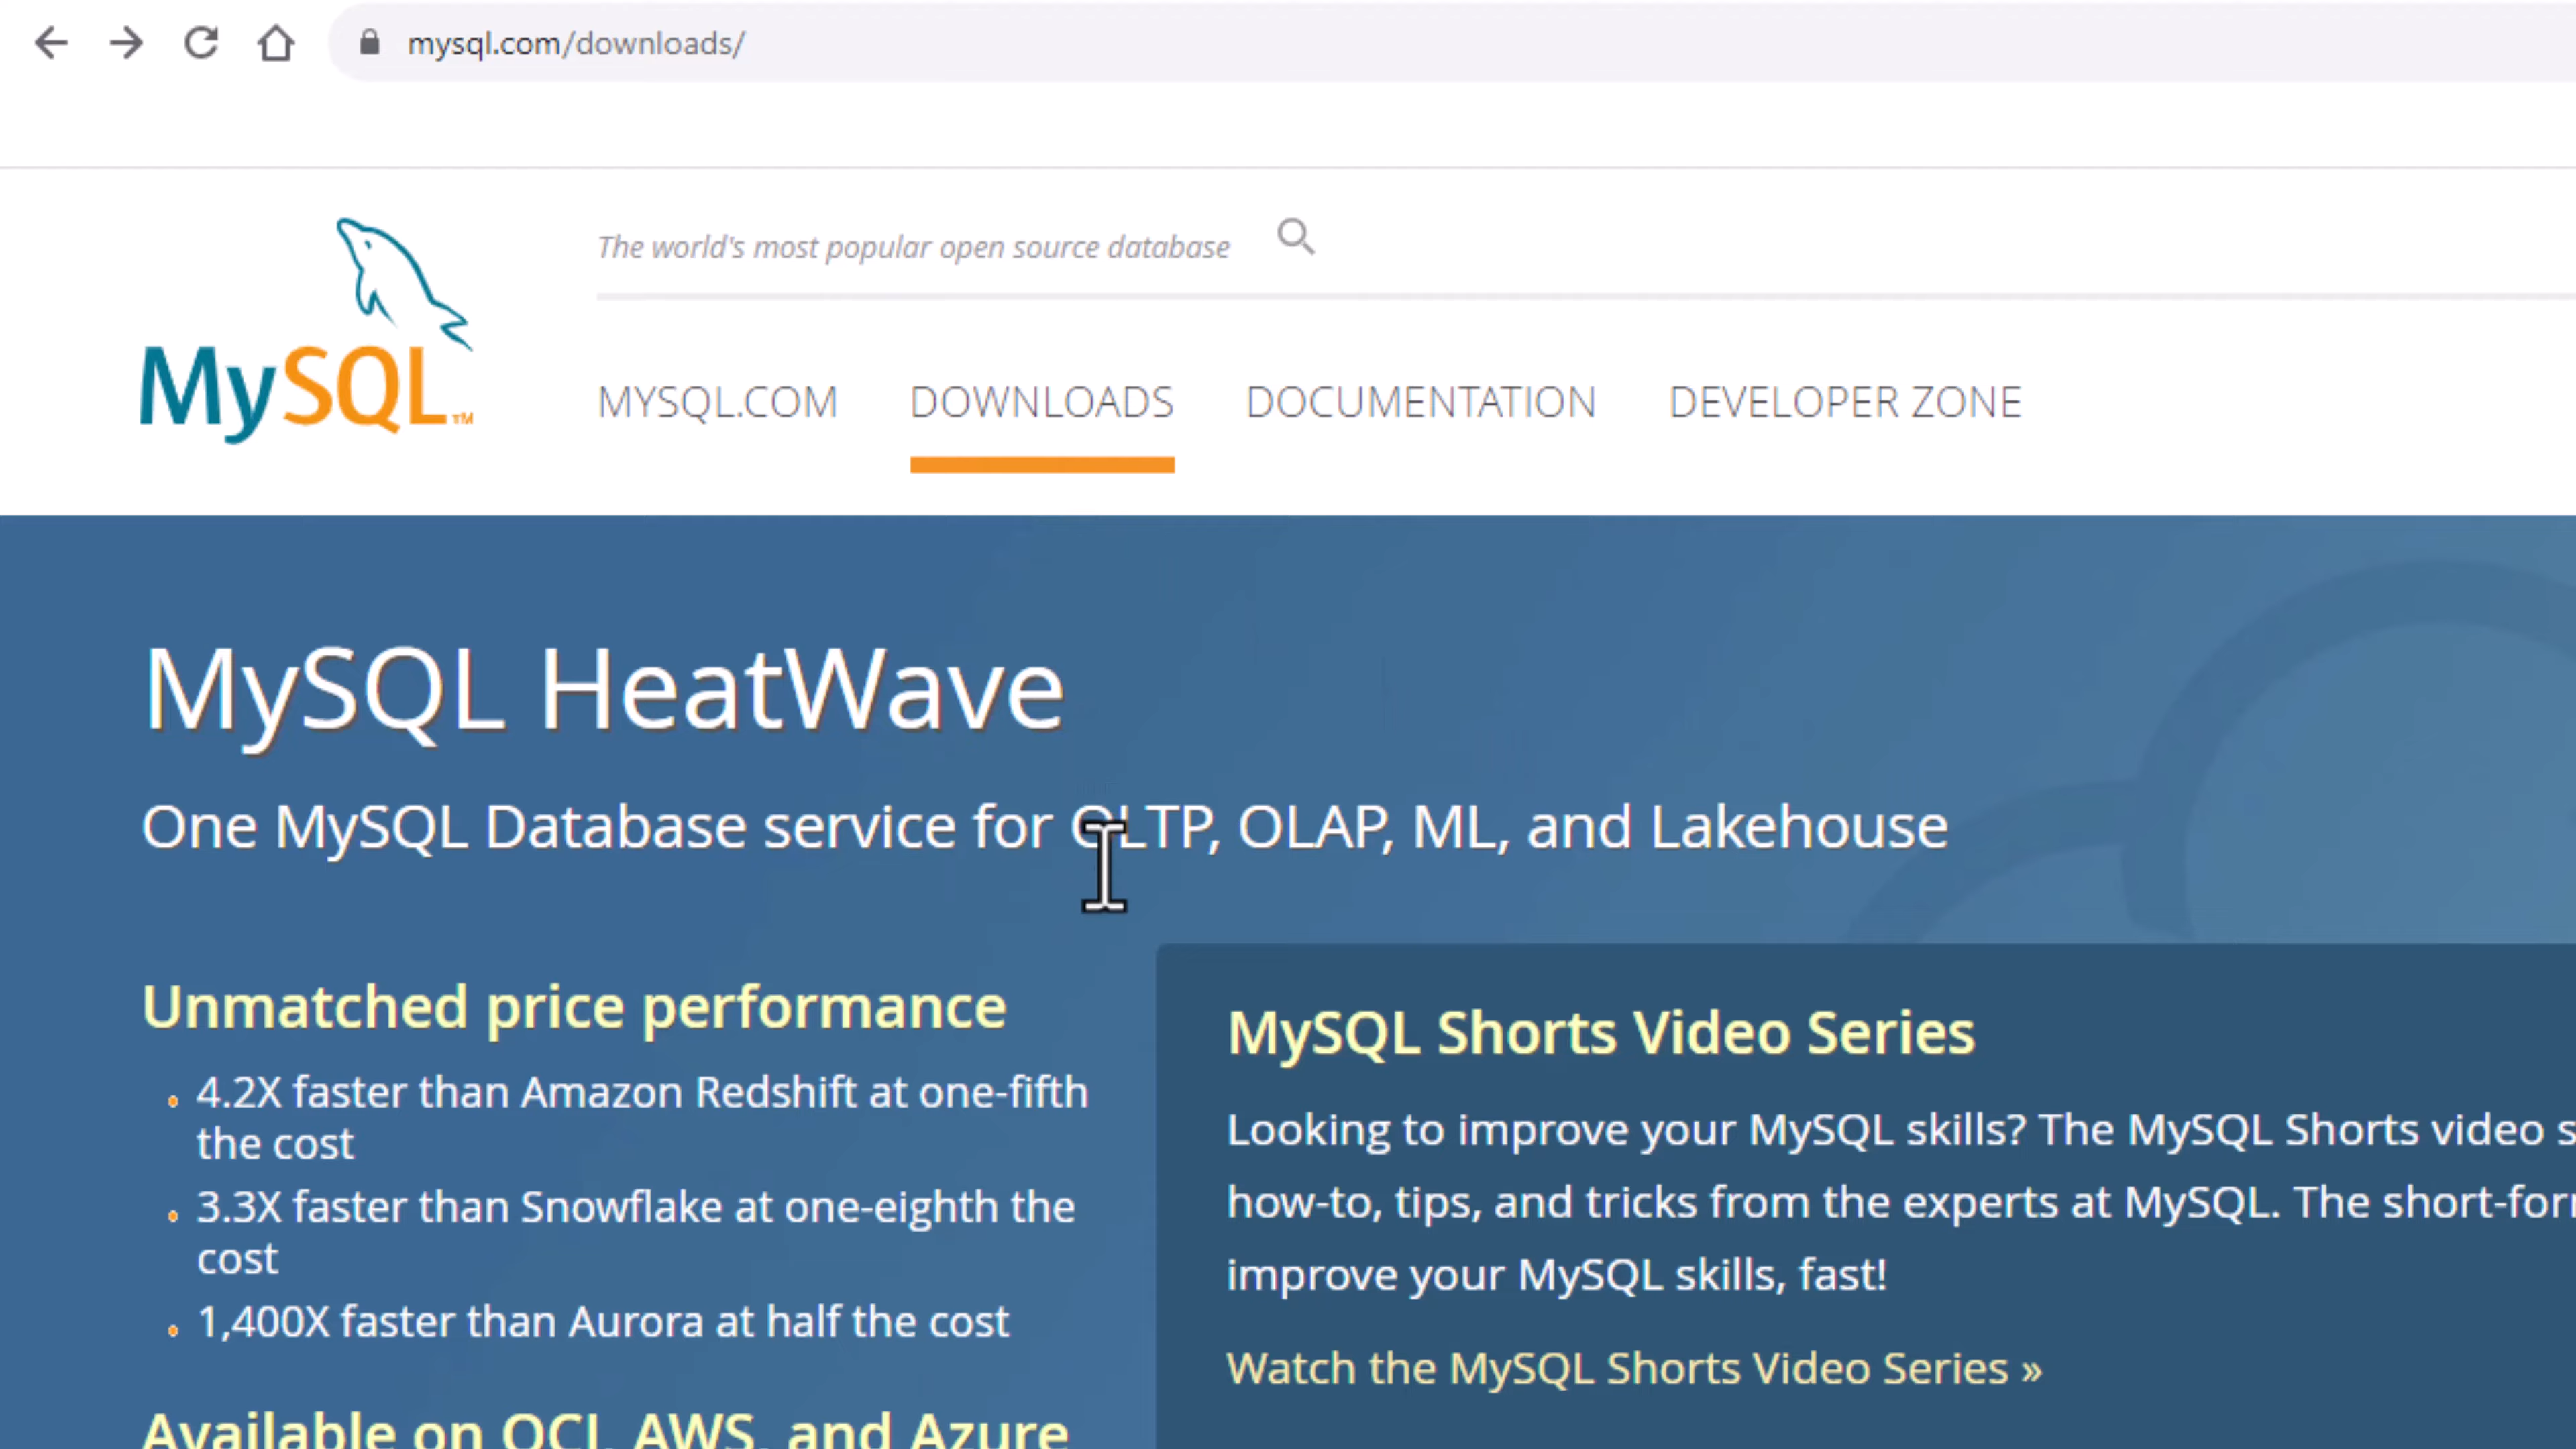 mysql.com/downloads/
The world's most popular open source database
MySQL™
MYSQL.COM DOWNLOADS DOCUMENTATION DEVELOPER ZONE
MySQL HeatWave
One MySQL Database service for OLTP, OLAP, ML, and Lakehouse
Unmatched price performance
4.2X faster than Amazon Redshift at one-fifth
the cost
3.3X faster than Snowflake at one-eighth the
cost
1,400X faster than Aurora at half the cost
Available on OCI, AWS, and Azure
MySQL Shorts Video Series
Looking to improve your MySQL skills? The MySQL Shorts video
how-to, tips, and tricks from the experts at MySQL. The
improve your MySQL skills, fast!
Watch the MySQL Shorts Video Series »